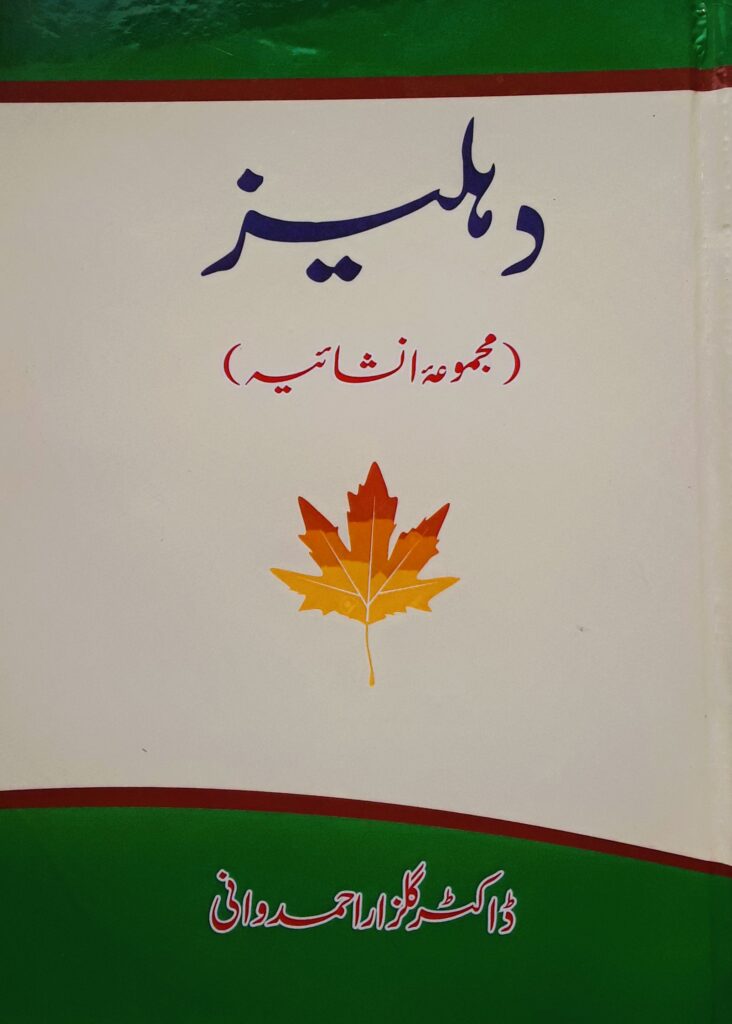 دہلیز
(مجموعۂ انشائیہ)
ڈاکٹر گلزار احمد وانی